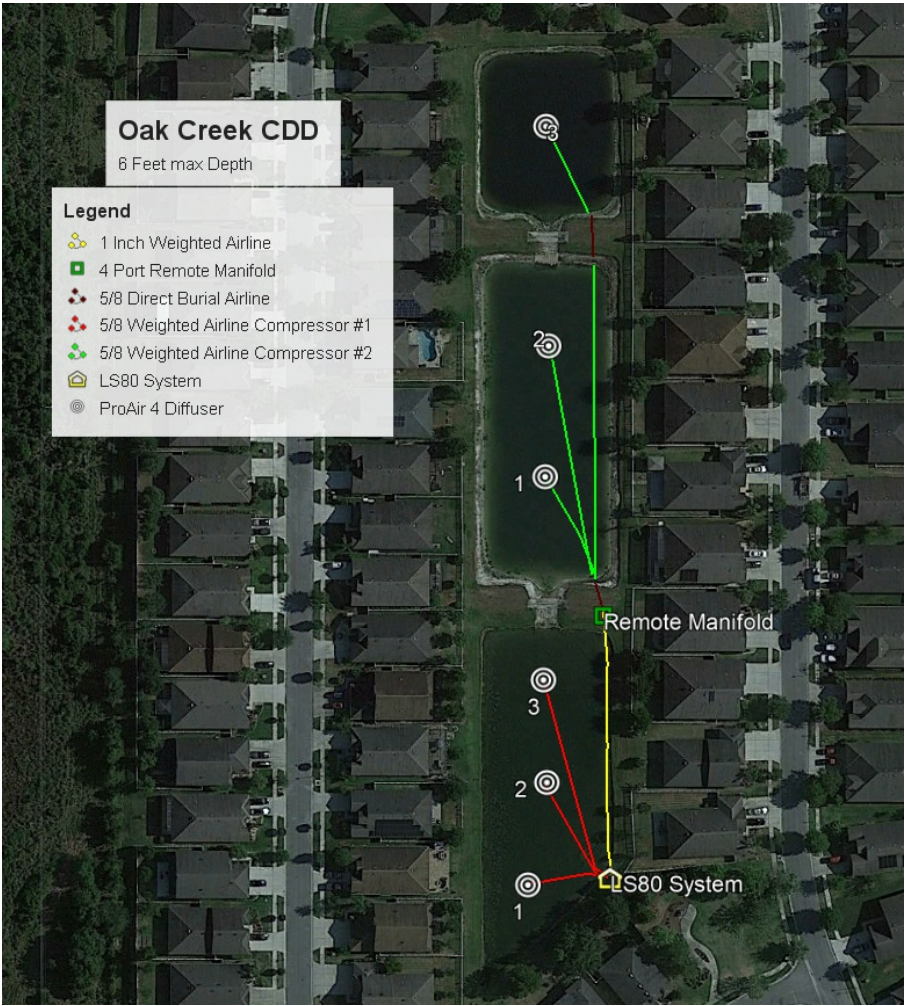 Oak Creek CDD
6 Feet max Depth
Legend
1 Inch Weighted Airline
4 Port Remote Manifold
5/8 Direct Burial Airline
5/8 Weighted Airline Compressor #1
5/8 Weighted Airline Compressor #2
LS80 System
ProAir 4 Diffuser
3
2
1
Remote Manifold
3
2
LS80 System
1